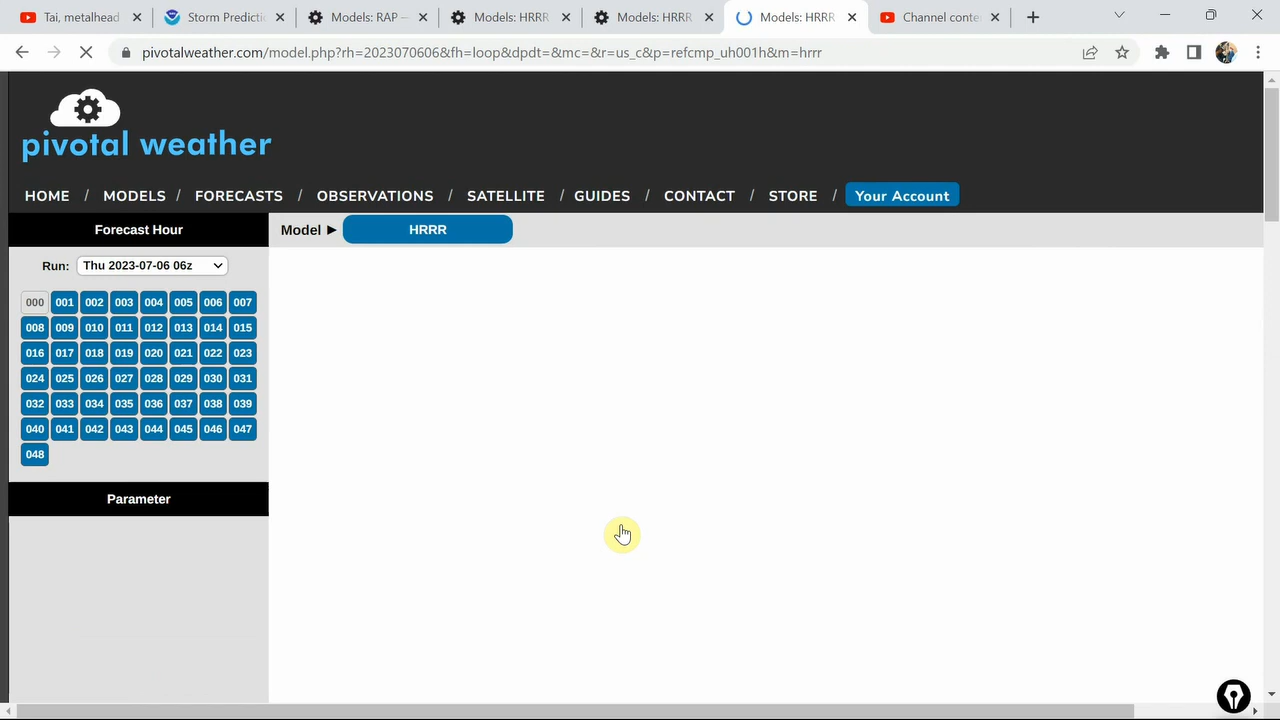 Tai, metalhead
Storm Predictic
Models: RAP —
Models: HRRR
Models: HRRR
Models: HRRR
Channel conte
pivotalweather.com/model.php?rh=2023070606&fh=loop&dpdt=&mc=&r=us_c&p=refcmp_uh001h&m=hrrr
pivotal weather
HOME / MODELS / FORECASTS / OBSERVATIONS / SATELLITE / GUIDES / CONTACT / STORE / Your Account
Forecast Hour
Model ▶ HRRR
Run: Thu 2023-07-06 06z
000 001 002 003 004 005 006 007
008 009 010 011 012 013 014 015
016 017 018 019 020 021 022 023
024 025 026 027 028 029 030 031
032 033 034 035 036 037 038 039
040 041 042 043 044 045 046 047
048
Parameter